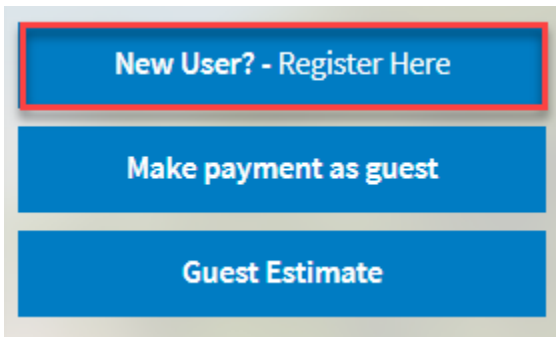 New User? - Register Here
Make payment as guest
Guest Estimate